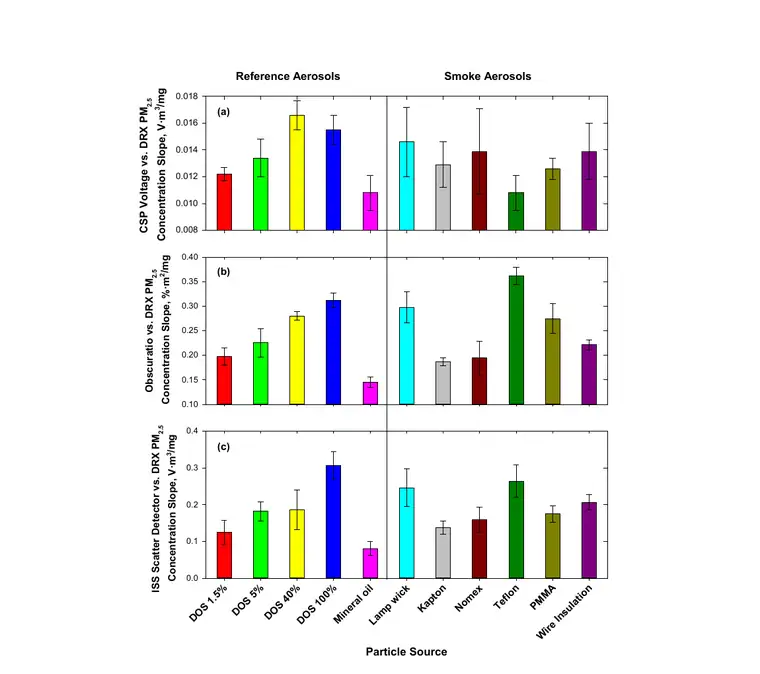 Reference Aerosols
Smoke Aerosols
CSP Voltage vs. DRX PM2.5
Concentration Slope, V·m3/mg
0.018
0.016
0.014
0.012
0.010
0.008
(a)
Obscuratio vs. DRX PM2.5
Concentration Slope, %·m2/mg
0.40
0.35
0.30
0.25
0.20
0.15
0.10
(b)
ISS Scatter Detector vs. DRX PM2.5
Concentration Slope, V·m3/mg
0.4
0.3
0.2
0.1
0.0
(c)
DOS 1.5%
DOS 5%
DOS 40%
DOS 100%
Mineral oil
Lamp wick
Kapton
Nomex
Teflon
PMMA
Wire Insulation
Particle Source